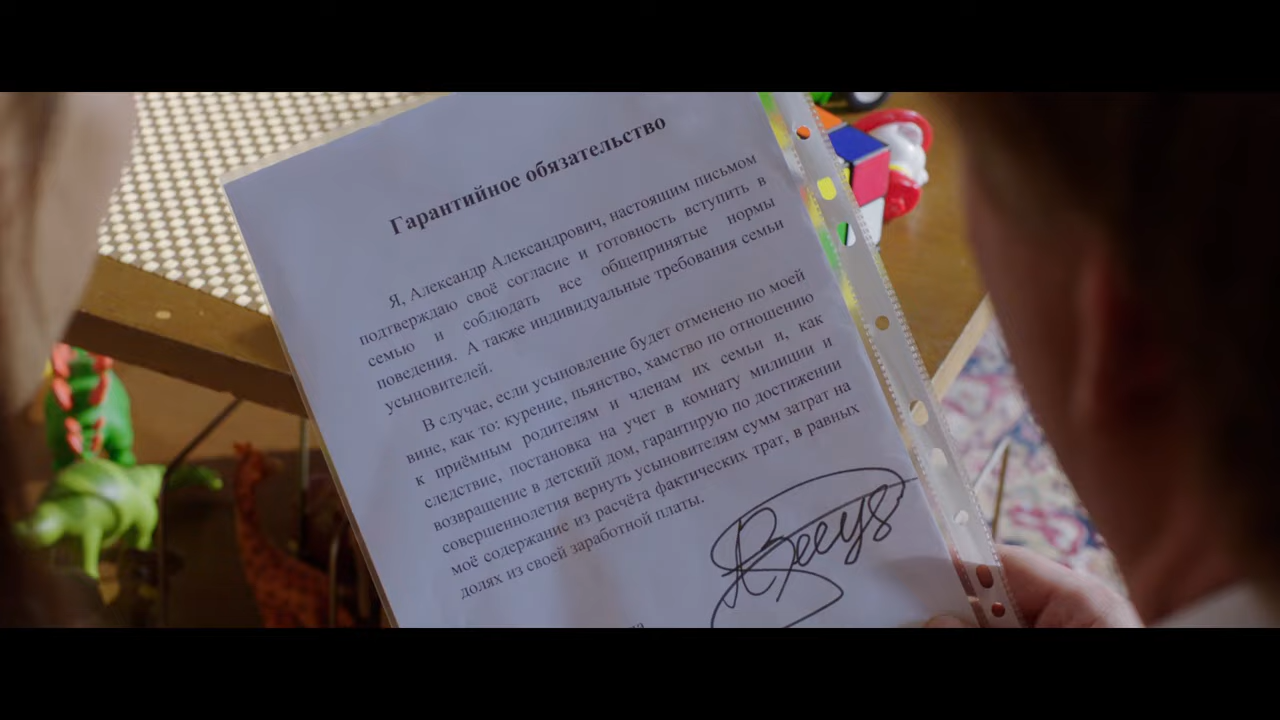 Гарантийное обязательство
Я, Александр Александрович, настоящим письмом
подтверждаю своё согласие и готовность вступить в
семью и соблюдать все общепринятые нормы
поведения. А также индивидуальные требования семьи
усыновителей.
В случае, если усыновление будет отменено по моей
вине, как то: курение, пьянство, хамство по отношению
к приёмным родителям и членам их семьи и, как
следствие, постановка на учет в комнату милиции и
возвращение в детский дом, гарантирую по достижении
совершеннолетия вернуть усыновителям сумм затрат на
моё содержание из расчёта фактических трат, в равных
долях из своей заработной платы.